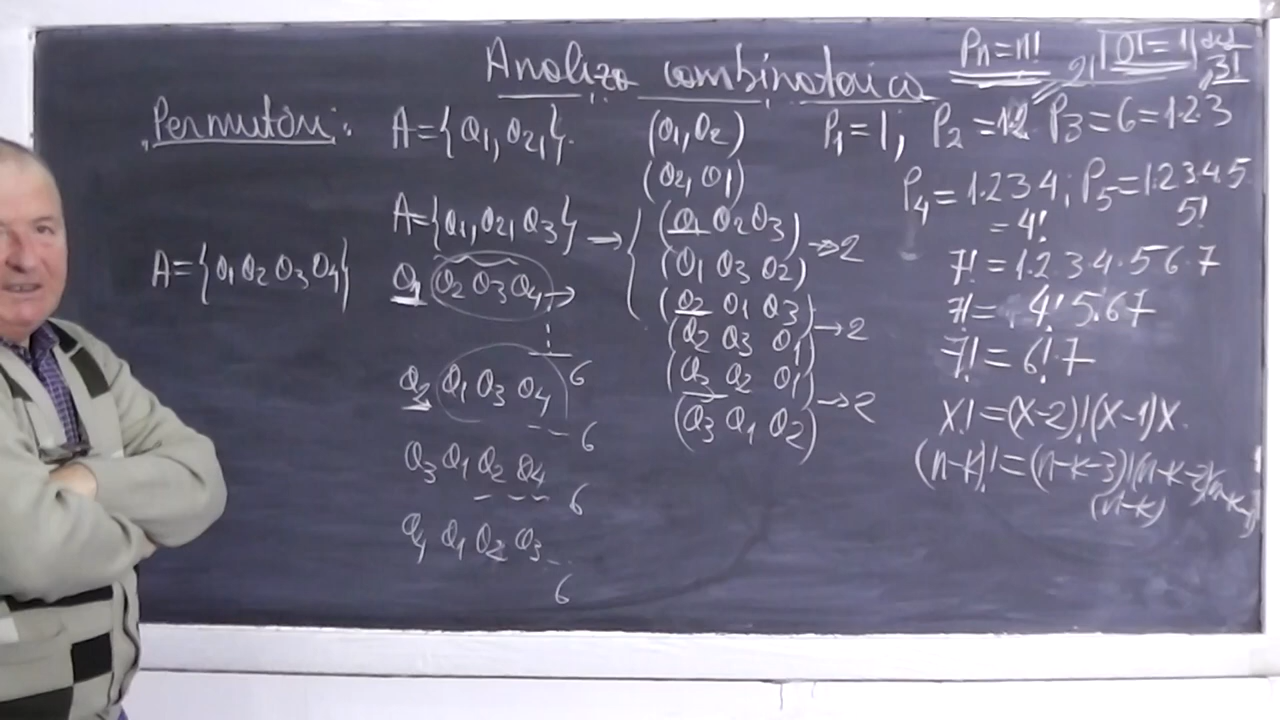 Analiza combinatorica
Permutări:
A={a1, a2,}.
(a1, a2)
(a2, a1)
A={a1, a2, a3} → { (a1 a2 a3)
(a1 a3 a2) → 2
(a2 a1 a3)
(a2 a3 a1) → 2
(a3 a2 a1)
(a3 a1 a2) → 2
A={a1 a2 a3 a4}
a1 a2 a3 a4 →
6
a2 a1 a3 a4
6
a3 a1 a2 a4
6
a4 a1 a2 a3
6
Pn=n!
0!=1 def
P1=1; P2=1·2 2! P3=6=1·2·3 3!
P4=1·2·3·4; P5=1·2·3·4·5
=4! 5!
7!=1·2·3·4·5·6·7
7!=4!·5·6·7
7!=6!·7
x!=(x-2)!(x-1)x.
(n-k)!=(n-k-3)!(n-k-2)(n-k-1)
(n-k)